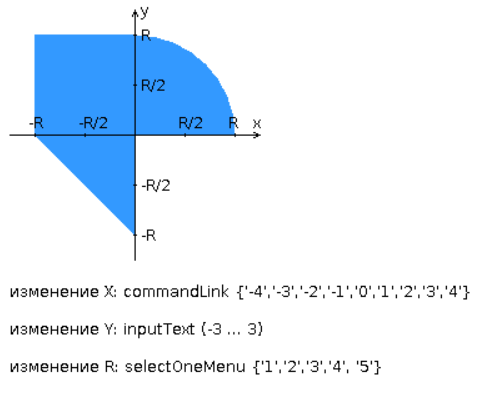 y
R
R/2
-R -R/2 R/2 R x
-R/2
-R
изменение X: commandLink {'-4','-3','-2','-1','0','1','2','3','4'}
изменение Y: inputText (-3 ... 3)
изменение R: selectOneMenu {'1','2','3','4', '5'}